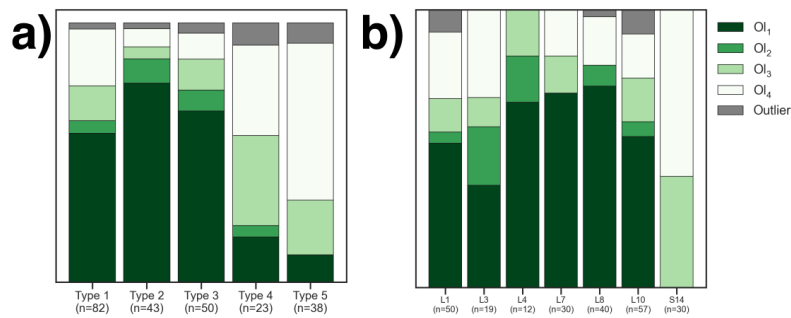 a)
Type 1
(n=82)
Type 2
(n=43)
Type 3
(n=50)
Type 4
(n=23)
Type 5
(n=38)
b)
L1
(n=50)
L3
(n=19)
L4
(n=12)
L7
(n=30)
L8
(n=40)
L10
(n=57)
S14
(n=30)
Ol₁
Ol₂
Ol₃
Ol₄
Outlier